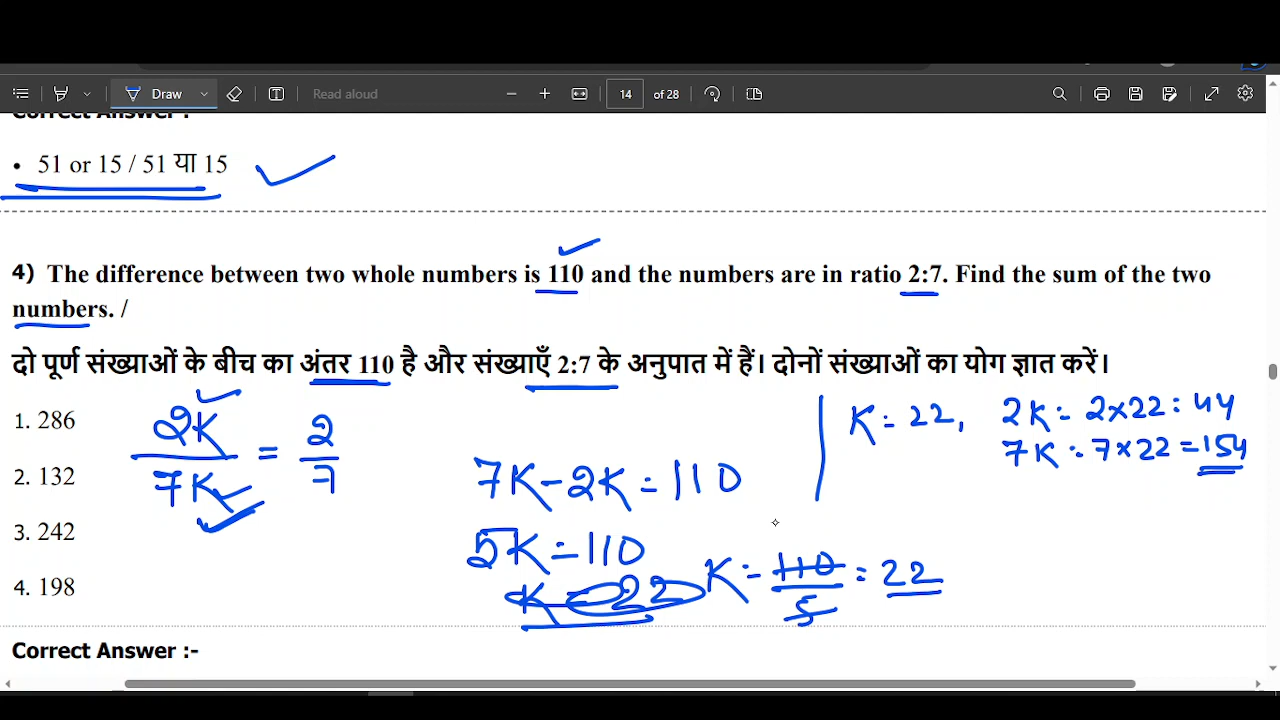 Draw
Read aloud
14 of 28
Correct Answer :-
• 51 or 15 / 51 या 15
4) The difference between two whole numbers is 110 and the numbers are in ratio 2:7. Find the sum of the two
numbers. /
दो पूर्ण संख्याओं के बीच का अंतर 110 है और संख्याएँ 2:7 के अनुपात में हैं। दोनों संख्याओं का योग ज्ञात करें।
1. 286
2. 132
3. 242
4. 198
2K/7K = 2/7
7K-2K=110
5K=110
K=22
K=110/5=22
K=22, 2K=2×22=44
7K=7×22=154
Correct Answer :-